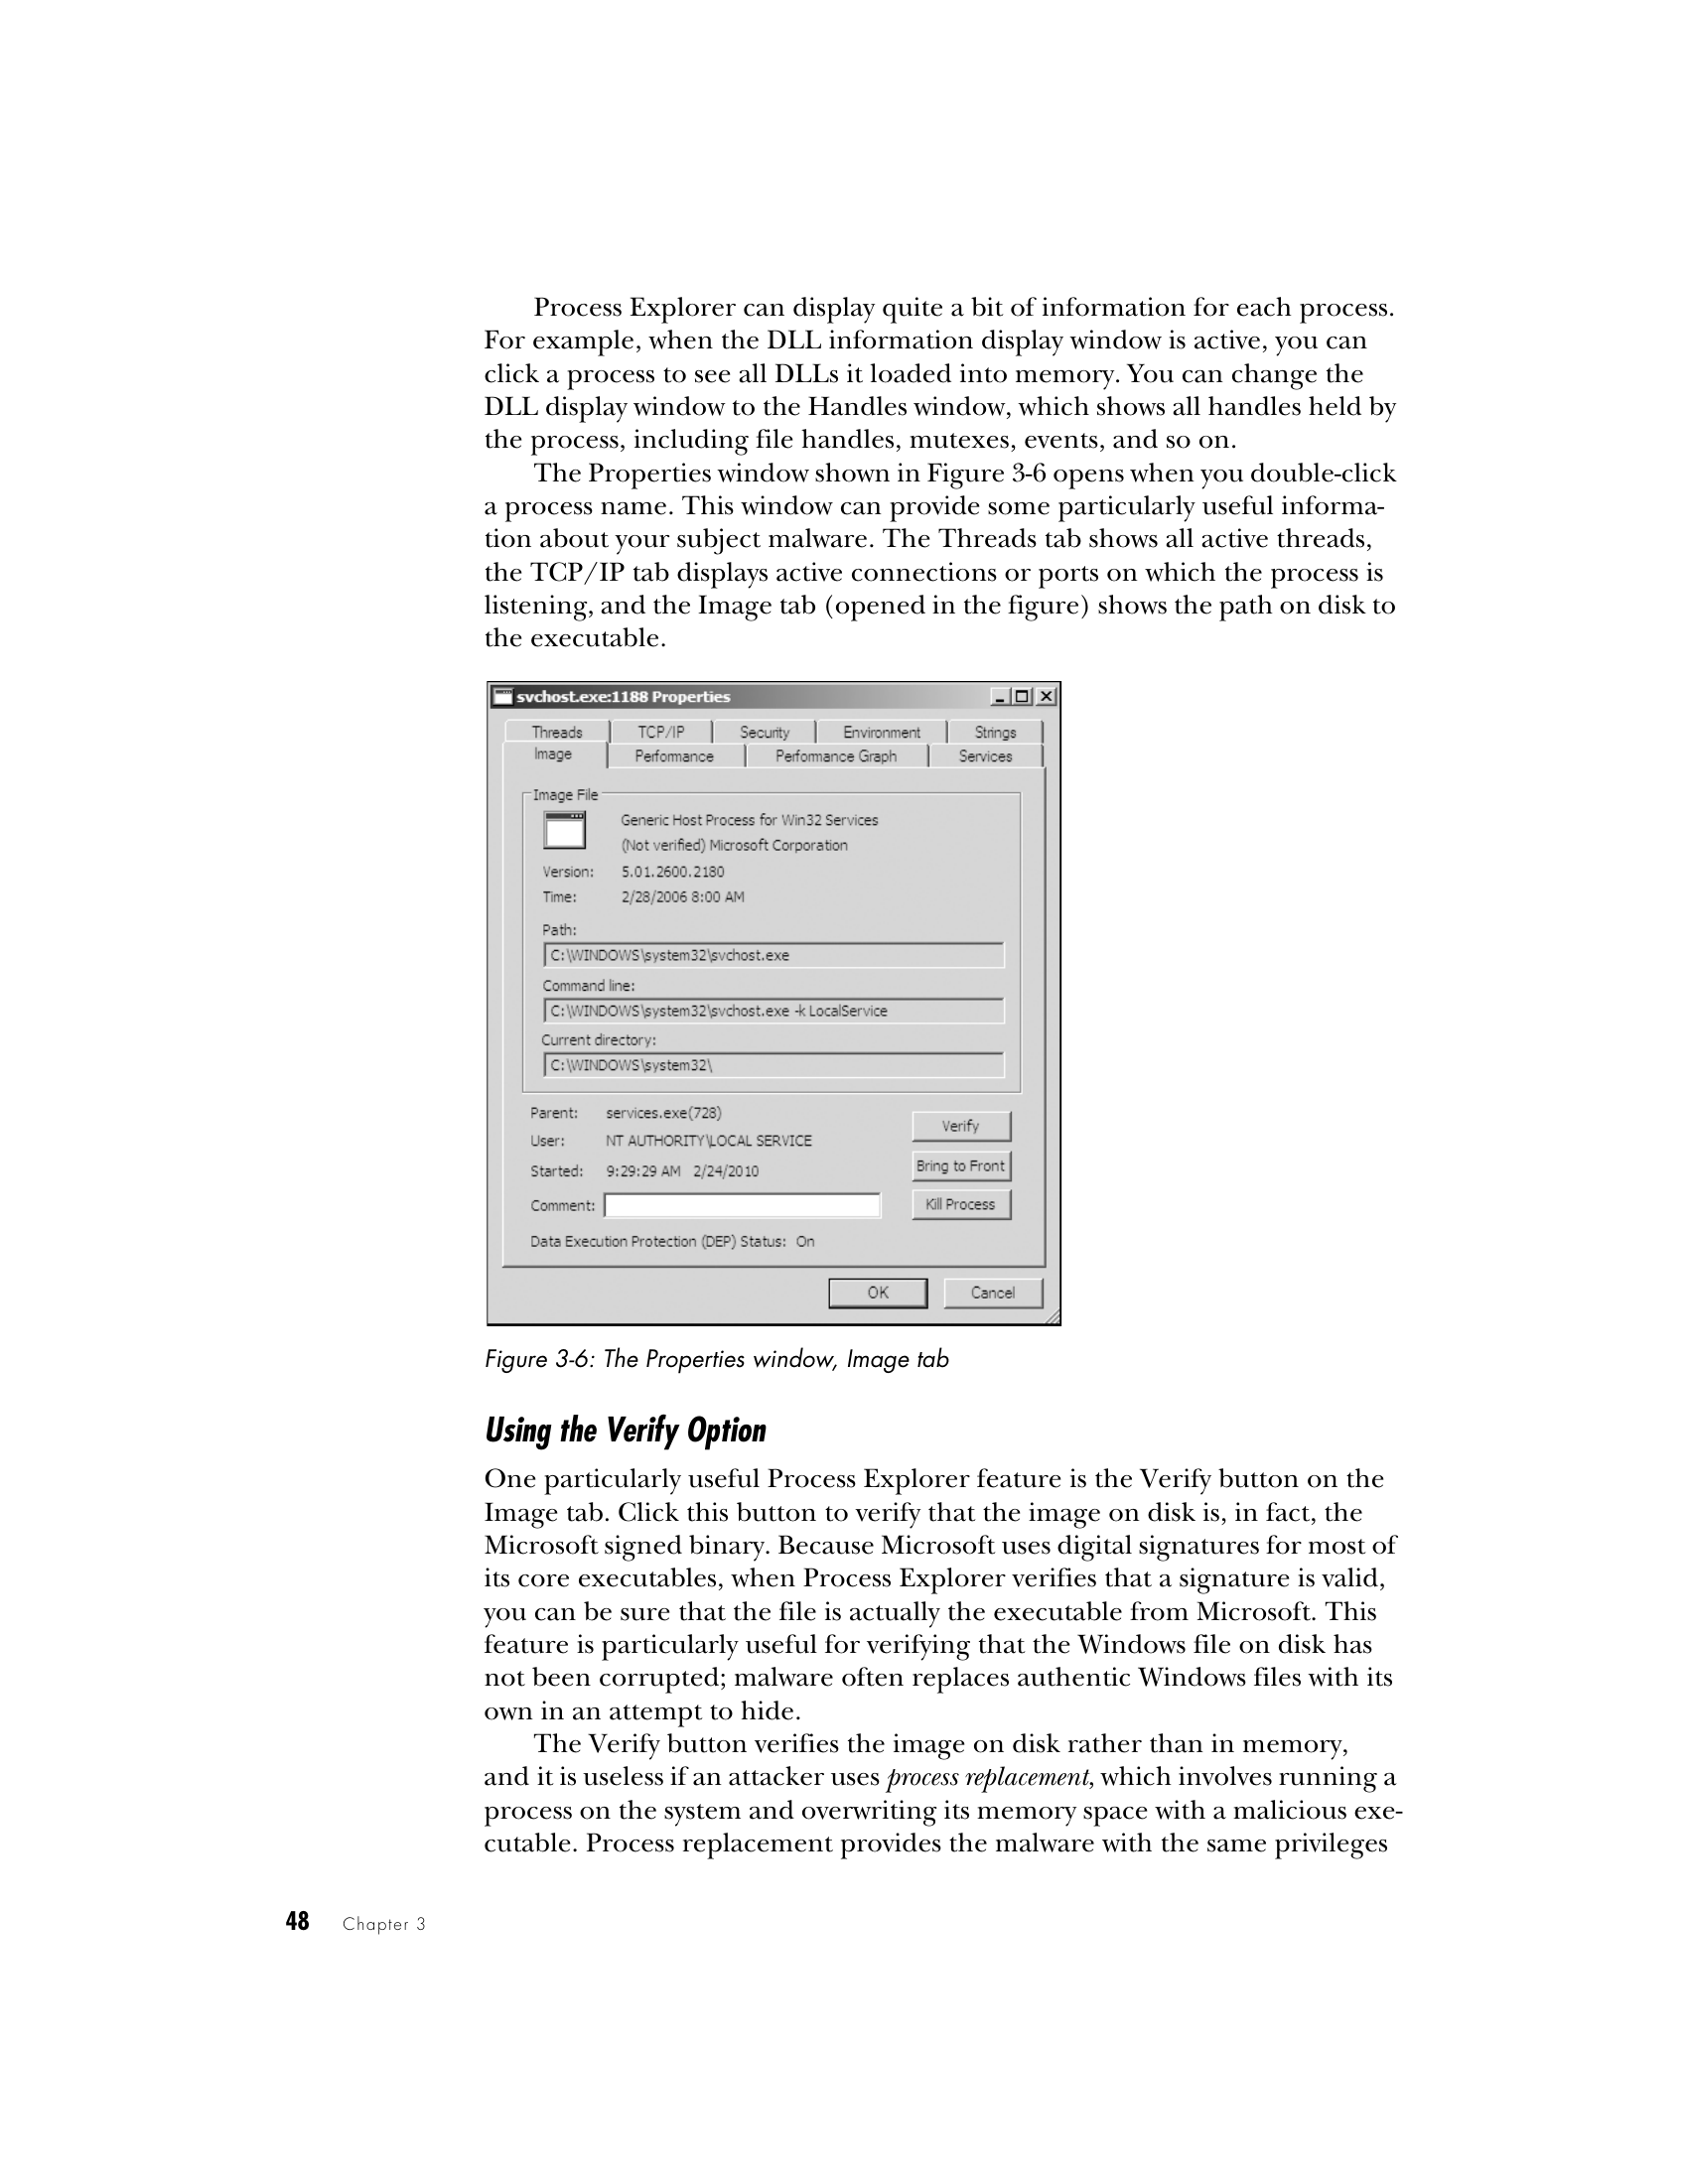 Process Explorer can display quite a bit of information for each process.
For example, when the DLL information display window is active, you can
click a process to see all DLLs it loaded into memory. You can change the
DLL display window to the Handles window, which shows all handles held by
the process, including file handles, mutexes, events, and so on.
The Properties window shown in Figure 3-6 opens when you double-click
a process name. This window can provide some particularly useful informa-
tion about your subject malware. The Threads tab shows all active threads,
the TCP/IP tab displays active connections or ports on which the process is
listening, and the Image tab (opened in the figure) shows the path on disk to
the executable.
svchost.exe:1188 Properties
Threads TCP/IP Security Environment Strings
Image Performance Performance Graph Services
Image File
Generic Host Process for Win32 Services
(Not verified) Microsoft Corporation
Version: 5.01.2600.2180
Time: 2/28/2006 8:00 AM
Path:
C:\WINDOWS\system32\svchost.exe
Command line:
C:\WINDOWS\system32\svchost.exe -k LocalService
Current directory:
C:\WINDOWS\system32\
Parent: services.exe(728)
Verify
User: NT AUTHORITY\LOCAL SERVICE
Bring to Front
Started: 9:29:29 AM 2/24/2010
Comment:
Kill Process
Data Execution Protection (DEP) Status: On
OK Cancel
Figure 3-6: The Properties window, Image tab
Using the Verify Option
One particularly useful Process Explorer feature is the Verify button on the
Image tab. Click this button to verify that the image on disk is, in fact, the
Microsoft signed binary. Because Microsoft uses digital signatures for most of
its core executables, when Process Explorer verifies that a signature is valid,
you can be sure that the file is actually the executable from Microsoft. This
feature is particularly useful for verifying that the Windows file on disk has
not been corrupted; malware often replaces authentic Windows files with its
own in an attempt to hide.
The Verify button verifies the image on disk rather than in memory,
and it is useless if an attacker uses process replacement, which involves running a
process on the system and overwriting its memory space with a malicious exe-
cutable. Process replacement provides the malware with the same privileges
48 Chapter 3